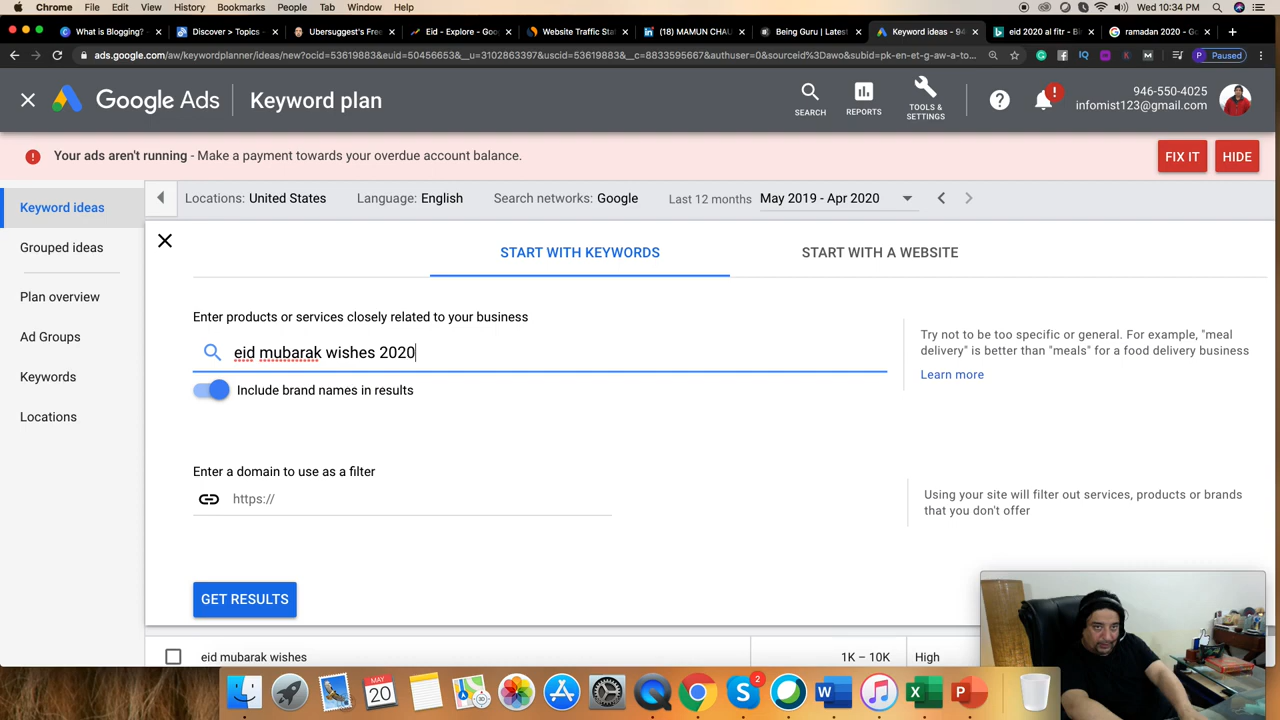 Chrome File Edit View History Bookmarks People Tab Window Help Wed 10:34 PM
What is Blogging? Discover > Topics - Ubersuggest's Free Eid - Explore - Goo Website Traffic Stat (18) MAMUN CHAU Being Guru | Latest Keyword ideas - 94 eid 2020 al fitr - Bi ramadan 2020 - Go
ads.google.com/aw/keywordplanner/ideas/new?ocid=53619883&euid=50456653&__u=3102863397&uscid=53619883&__c=8833595667&authuser=0&sourceid%3Dawo&subid=pk-en-et-g-aw-a-to... Paused
Google Ads Keyword plan
SEARCH REPORTS TOOLS & SETTINGS
946-550-4025
infomist123@gmail.com
Your ads aren't running - Make a payment towards your overdue account balance. FIX IT HIDE
Keyword ideas
Grouped ideas
Plan overview
Ad Groups
Keywords
Locations
Locations: United States Language: English Search networks: Google Last 12 months May 2019 - Apr 2020
START WITH KEYWORDS START WITH A WEBSITE
Enter products or services closely related to your business
eid mubarak wishes 2020
Include brand names in results
Try not to be too specific or general. For example, "meal
delivery" is better than "meals" for a food delivery business
Learn more
Enter a domain to use as a filter
https://
Using your site will filter out services, products or brands
that you don't offer
GET RESULTS
eid mubarak wishes 1K – 10K High
MAY
20
2